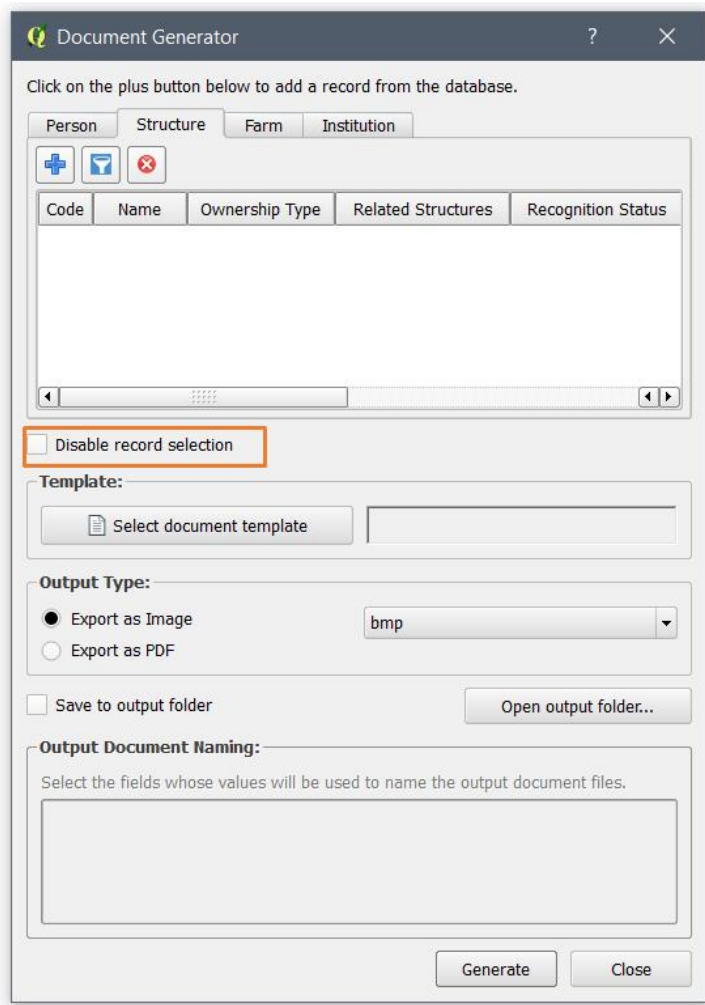 Document Generator
Click on the plus button below to add a record from the database.
Person Structure Farm Institution
Code Name Ownership Type Related Structures Recognition Status
Disable record selection
Template:
Select document template
Output Type:
Export as Image bmp
Export as PDF
Save to output folder Open output folder...
Output Document Naming:
Select the fields whose values will be used to name the output document files.
Generate Close